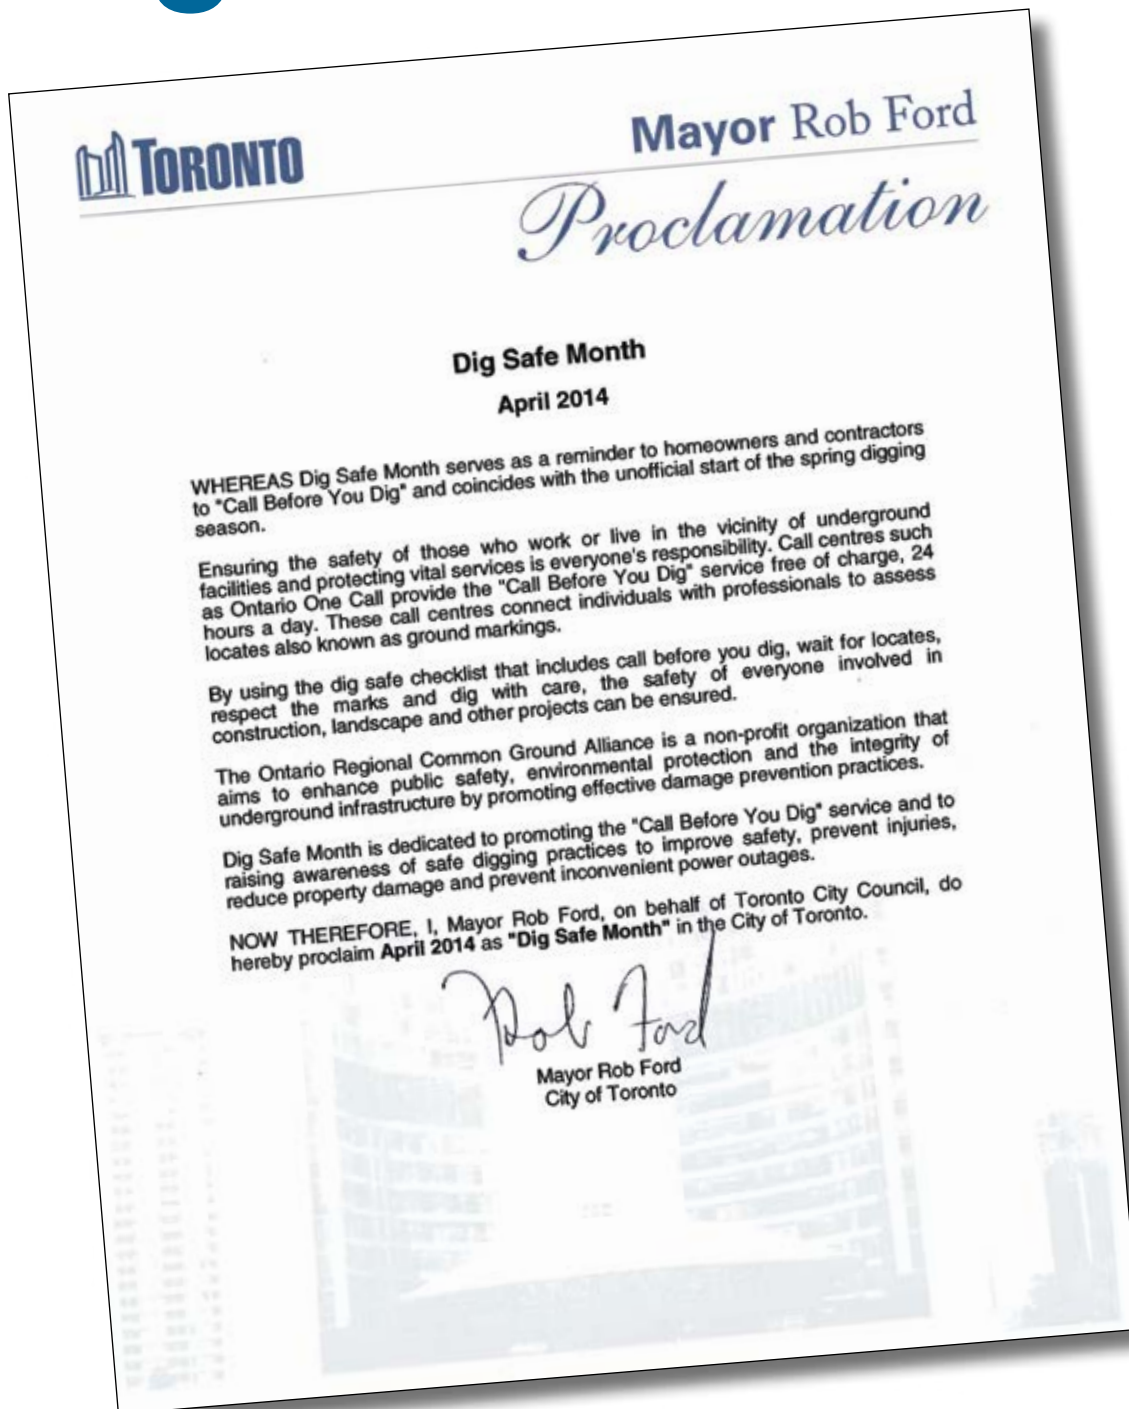 TORONTO
Mayor Rob Ford
Proclamation
Dig Safe Month
April 2014
WHEREAS Dig Safe Month serves as a reminder to homeowners and contractors
to "Call Before You Dig" and coincides with the unofficial start of the spring digging
season.
Ensuring the safety of those who work or live in the vicinity of underground
facilities and protecting vital services is everyone's responsibility. Call centres such
as Ontario One Call provide the "Call Before You Dig" service free of charge, 24
hours a day. These call centres connect individuals with professionals to assess
locates also known as ground markings.
By using the dig safe checklist that includes call before you dig, wait for locates,
respect the marks and dig with care, the safety of everyone involved in
construction, landscape and other projects can be ensured.
The Ontario Regional Common Ground Alliance is a non-profit organization that
aims to enhance public safety, environmental protection and the integrity of
underground infrastructure by promoting effective damage prevention practices.
Dig Safe Month is dedicated to promoting the "Call Before You Dig" service and to
raising awareness of safe digging practices to improve safety, prevent injuries,
reduce property damage and prevent inconvenient power outages.
NOW THEREFORE, I, Mayor Rob Ford, on behalf of Toronto City Council, do
hereby proclaim April 2014 as "Dig Safe Month" in the City of Toronto.
Rob Ford
Mayor Rob Ford
City of Toronto